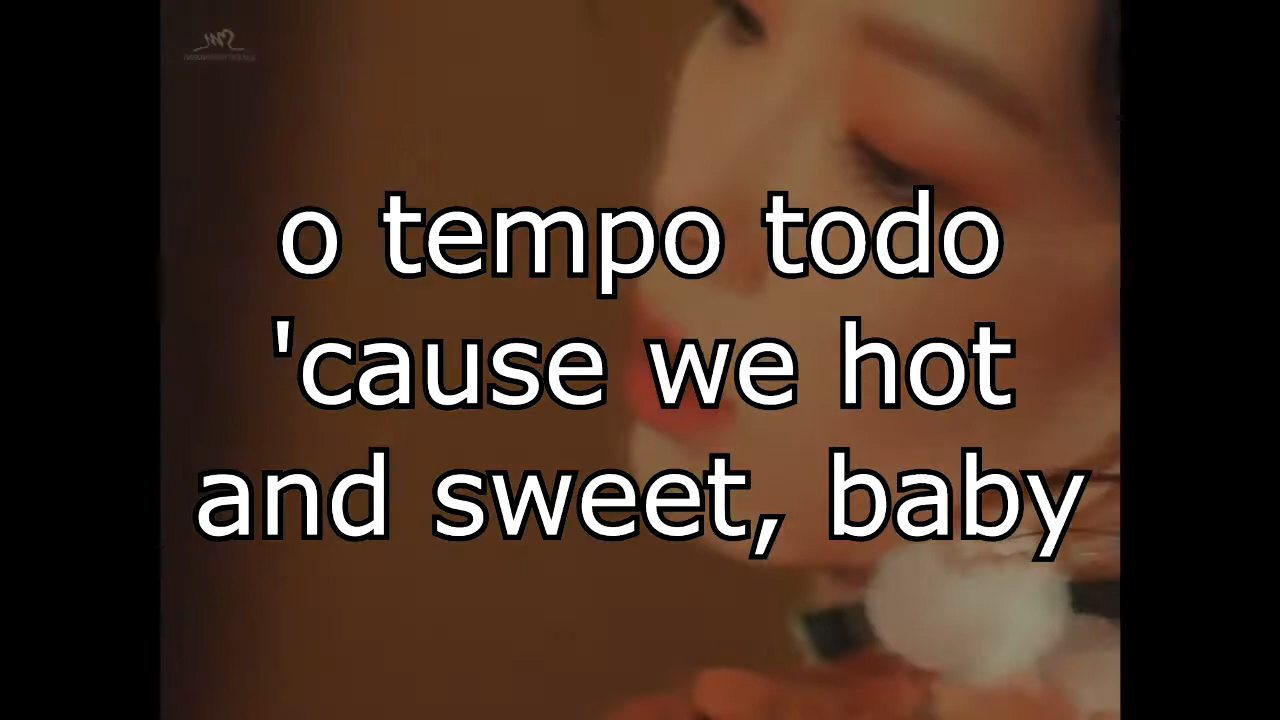 o tempo todo
'cause we hot
and sweet, baby